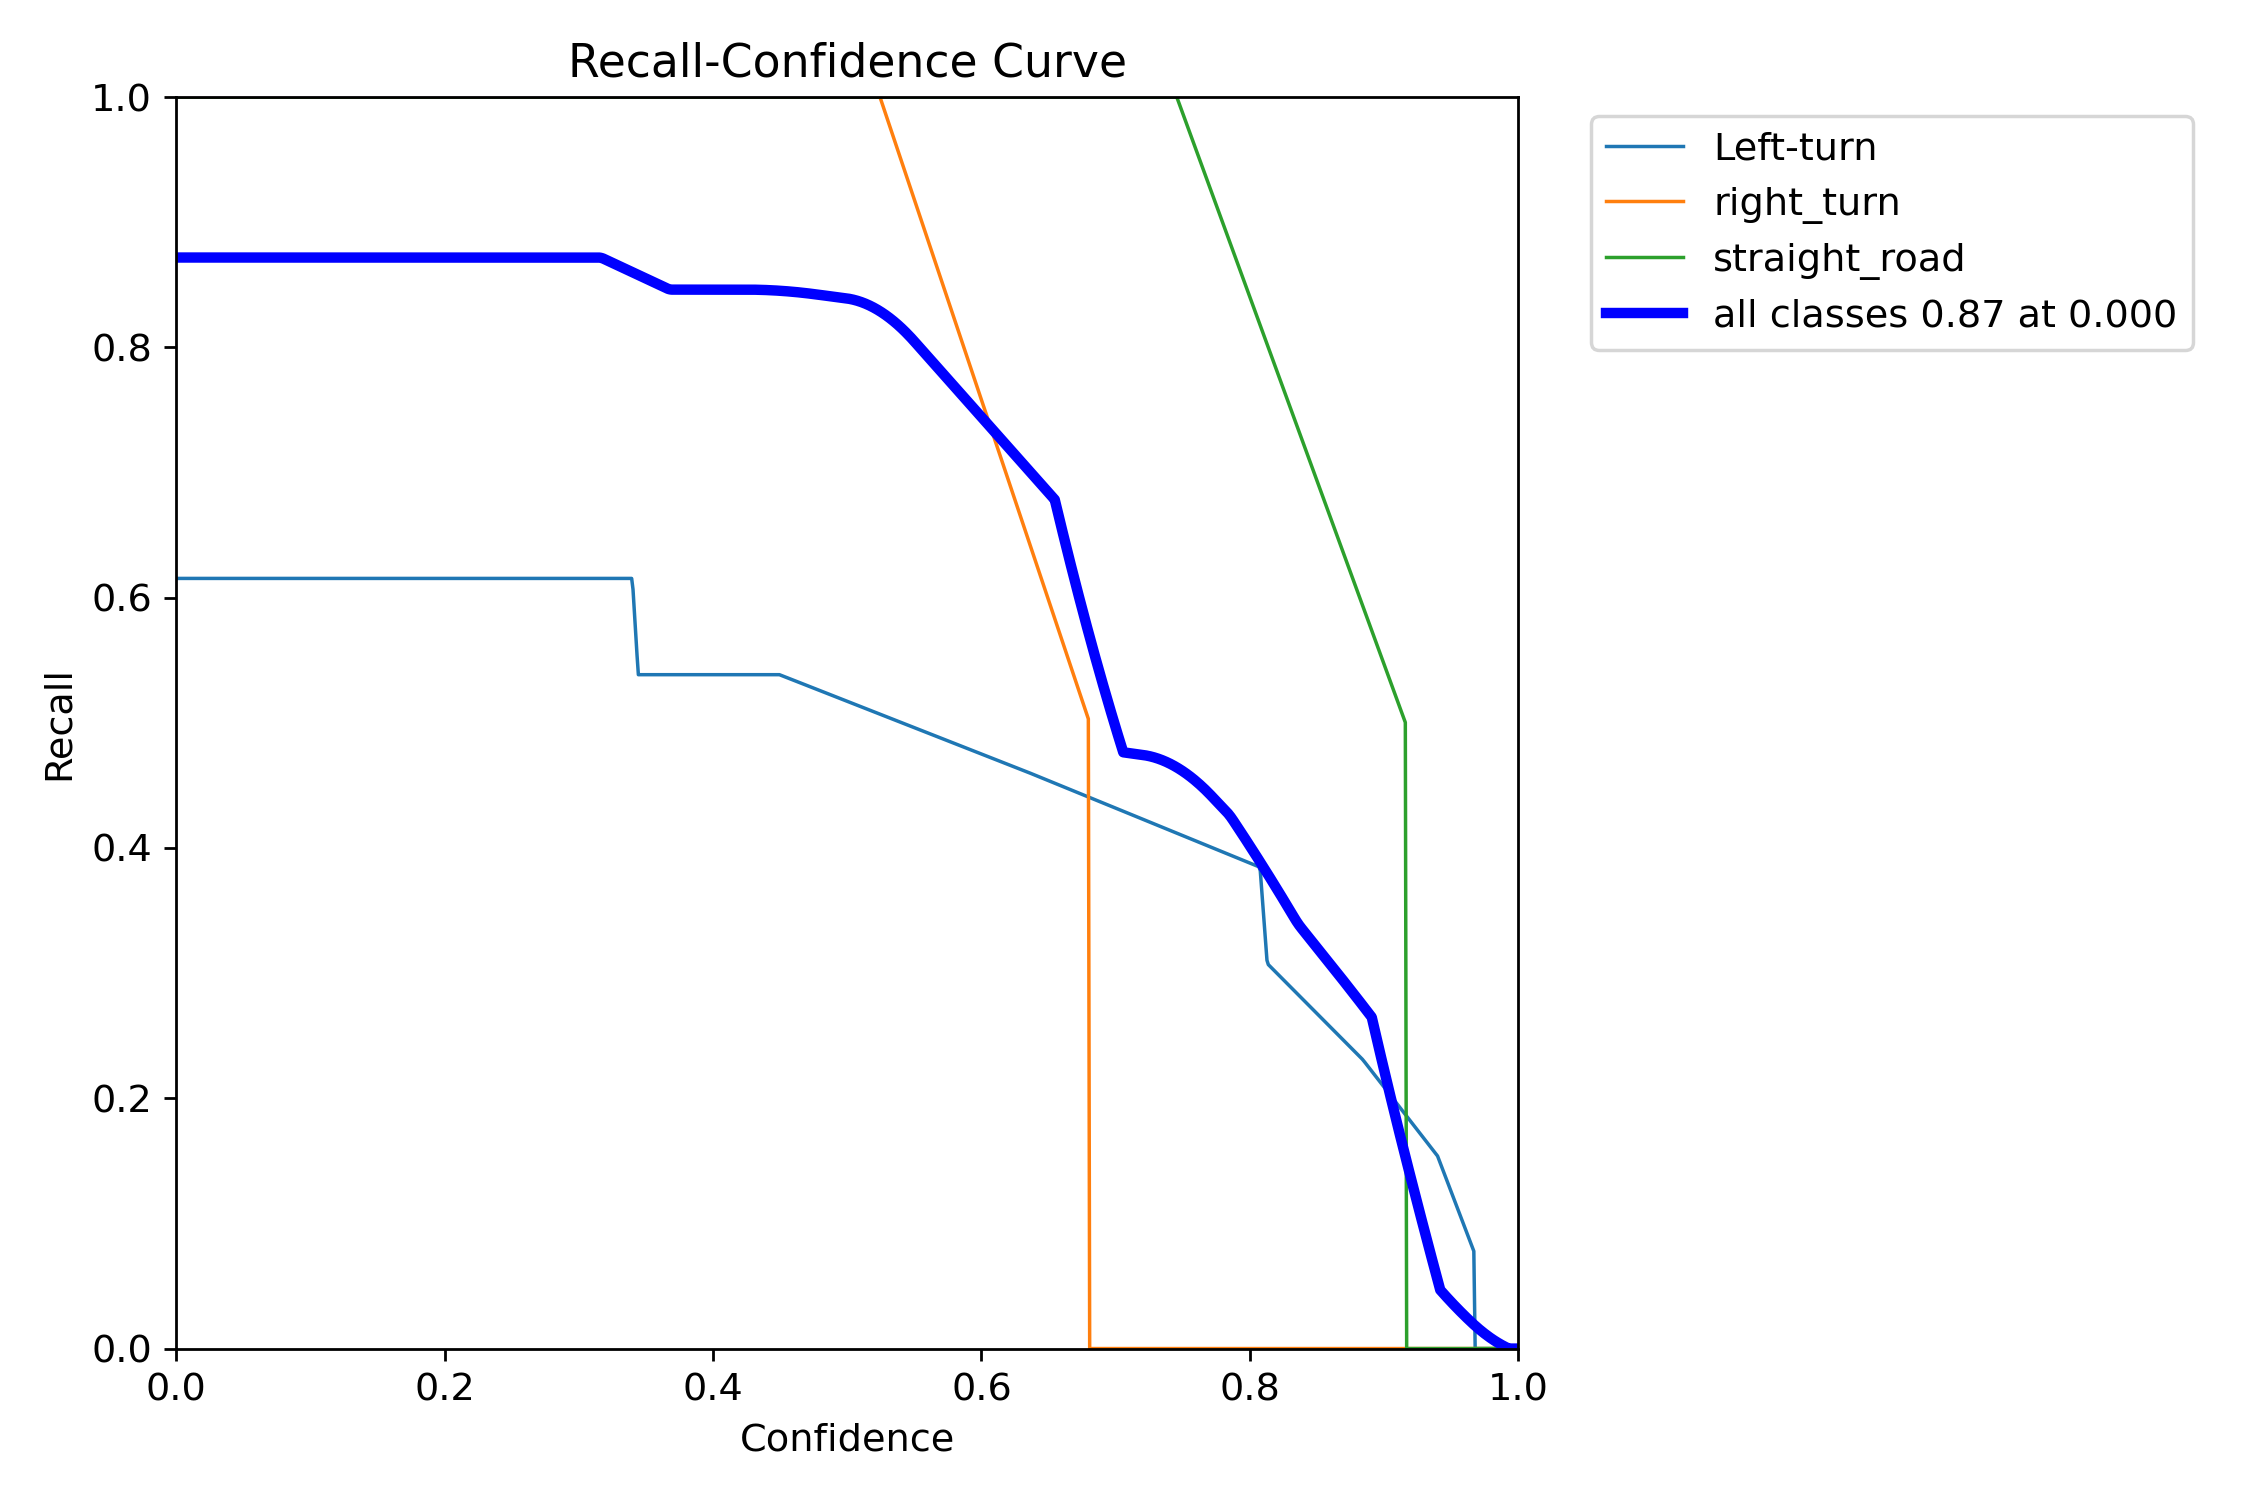 Recall-Confidence Curve
1.0
0.8
0.6
0.4
0.2
0.0
Recall
0.0 0.2 0.4 0.6 0.8 1.0
Confidence
Left-turn
right_turn
straight_road
all classes 0.87 at 0.000